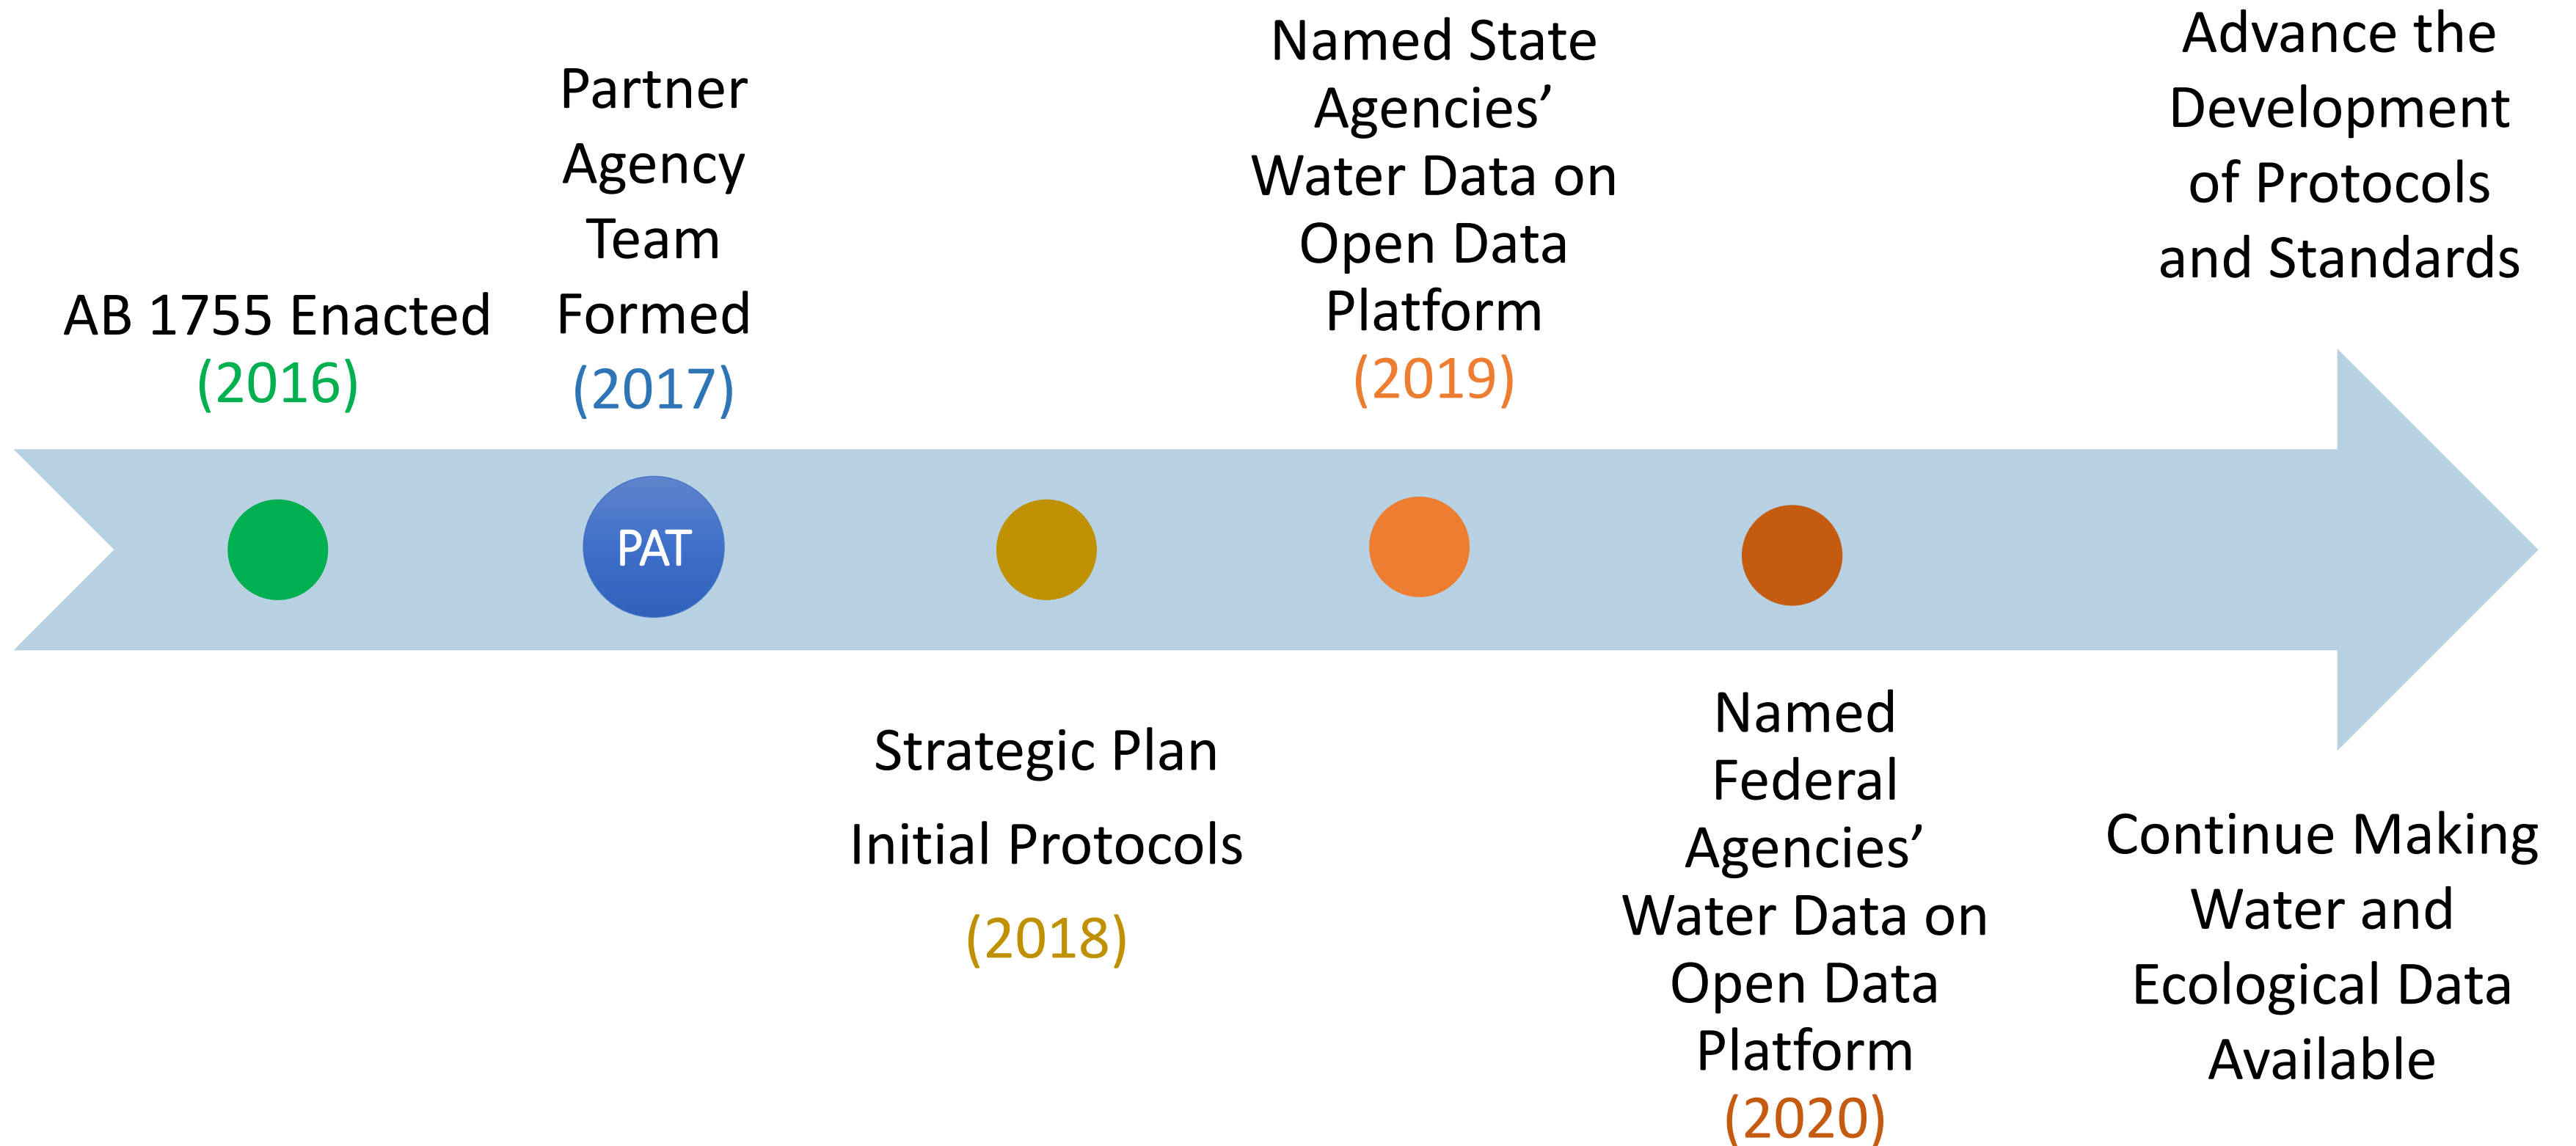 AB 1755 Enacted
(2016)
Partner
Agency
Team
Formed
(2017)
PAT
Strategic Plan
Initial Protocols
(2018)
Named State
Agencies’
Water Data on
Open Data
Platform
(2019)
Named
Federal
Agencies’
Water Data on
Open Data
Platform
(2020)
Advance the
Development
of Protocols
and Standards
Continue Making
Water and
Ecological Data
Available